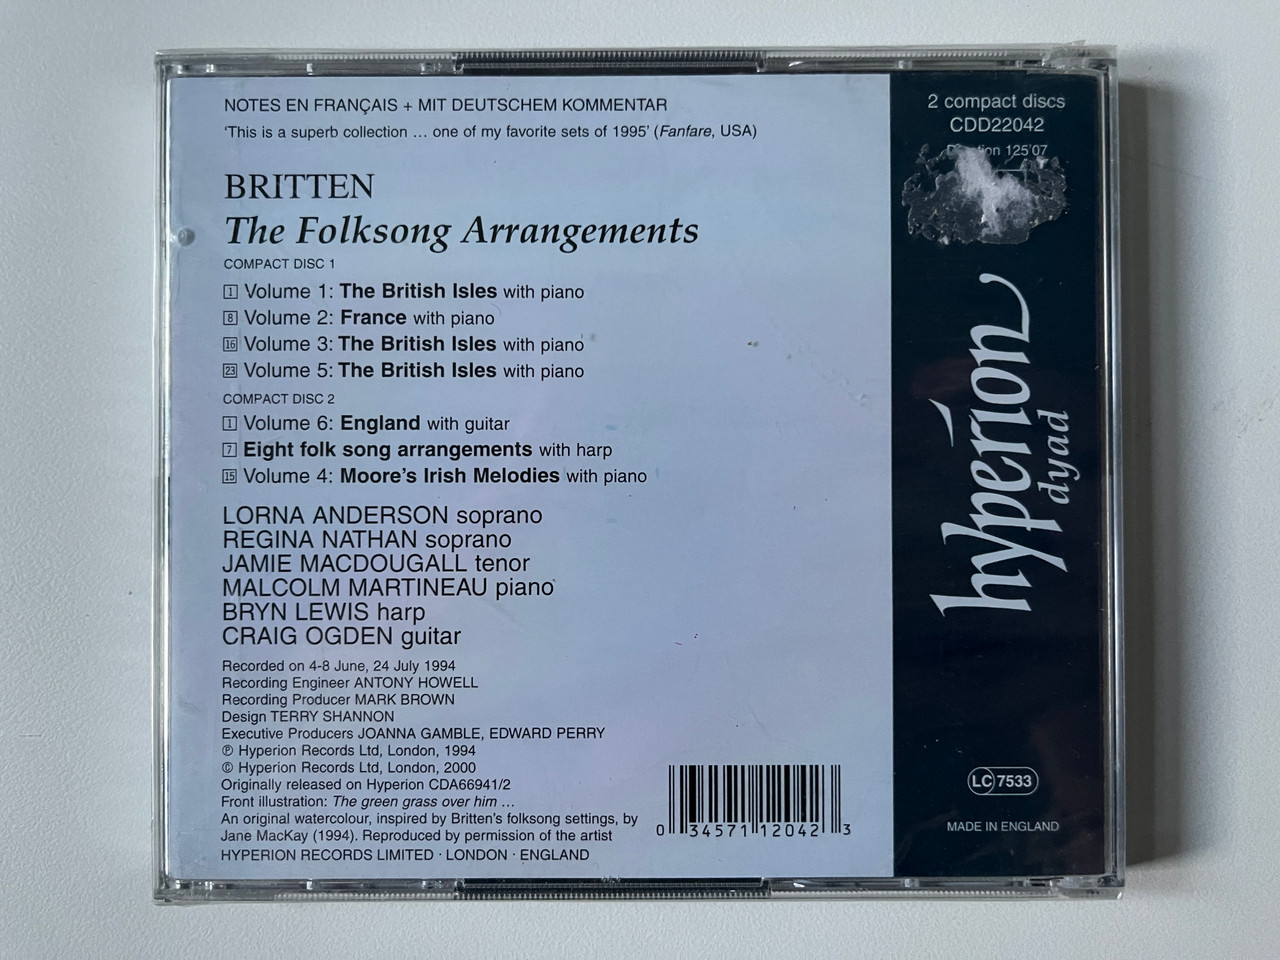 NOTES EN FRANÇAIS + MIT DEUTSCHEM KOMMENTAR
'This is a superb collection … one of my favorite sets of 1995' (Fanfare, USA)
BRITTEN
The Folksong Arrangements
COMPACT DISC 1
1 Volume 1: The British Isles with piano
8 Volume 2: France with piano
16 Volume 3: The British Isles with piano
23 Volume 5: The British Isles with piano
COMPACT DISC 2
1 Volume 6: England with guitar
7 Eight folk song arrangements with harp
15 Volume 4: Moore's Irish Melodies with piano
LORNA ANDERSON soprano
REGINA NATHAN soprano
JAMIE MACDOUGALL tenor
MALCOLM MARTINEAU piano
BRYN LEWIS harp
CRAIG OGDEN guitar
Recorded on 4-8 June, 24 July 1994
Recording Engineer ANTONY HOWELL
Recording Producer MARK BROWN
Design TERRY SHANNON
Executive Producers JOANNA GAMBLE, EDWARD PERRY
℗ Hyperion Records Ltd, London, 1994
© Hyperion Records Ltd, London, 2000
Originally released on Hyperion CDA66941/2
Front illustration: The green grass over him …
An original watercolour, inspired by Britten's folksong settings, by
Jane MacKay (1994). Reproduced by permission of the artist
HYPERION RECORDS LIMITED · LONDON · ENGLAND
0 34571 12042 3
2 compact discs
CDD22042
125'07
hyperion
dyad
LC 7533
MADE IN ENGLAND